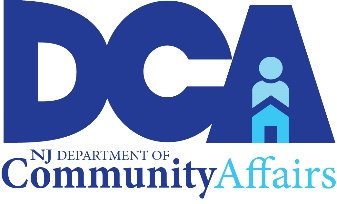 DCA
NJ DEPARTMENT OF
CommunityAffairs